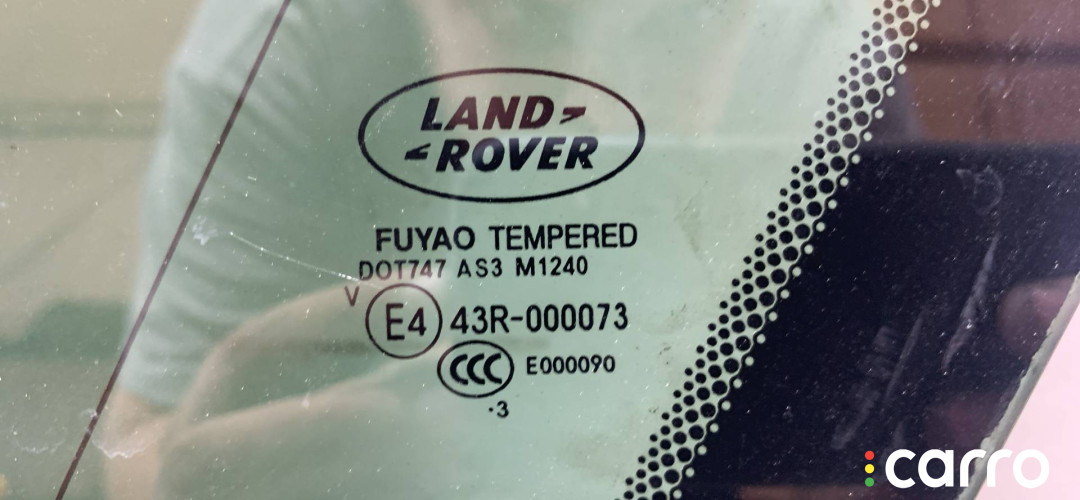 LAND
ROVER
FUYAO TEMPERED
DOT747 AS3 M1240
V
E4 43R-000073
CCC E000090
·3
carro